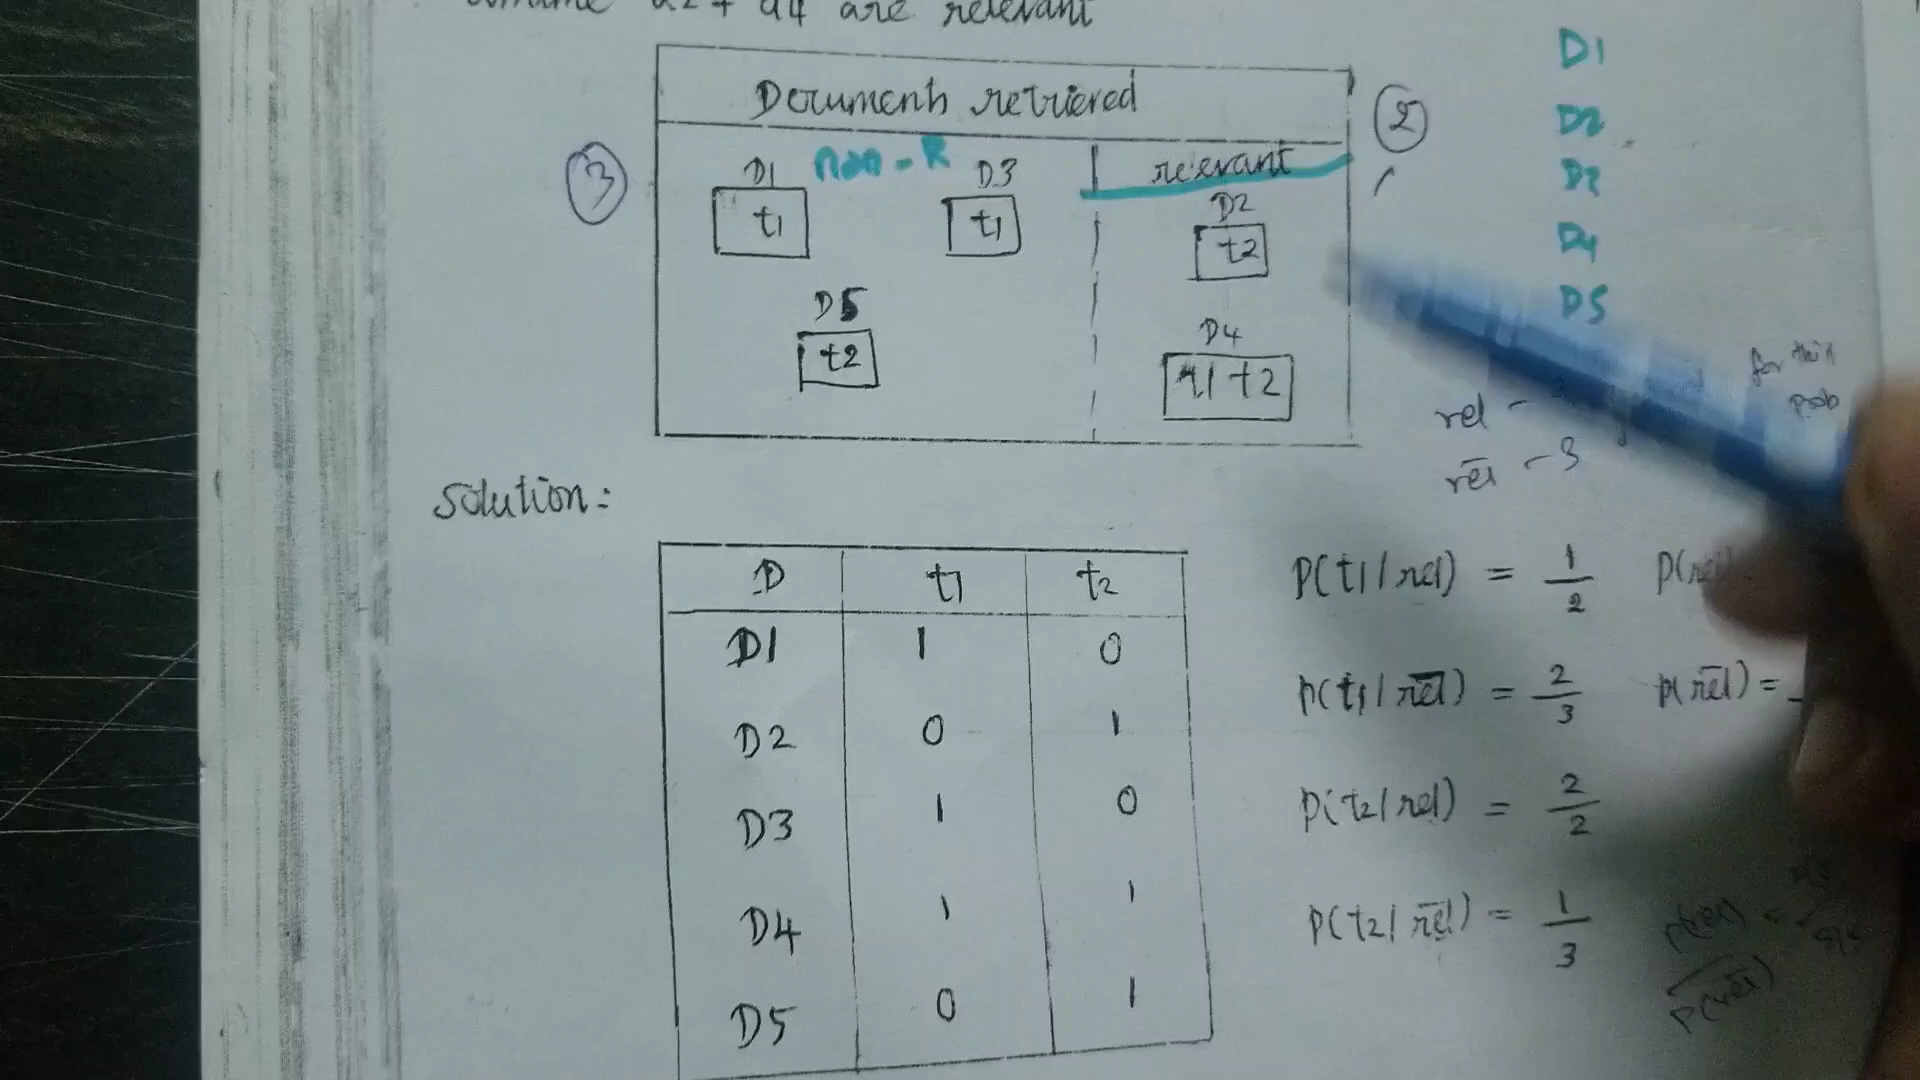 d2 + d4 are relevant
Documents retrieved
3
2
D1 non-R D3
relevant
t1
t1
D2
t2
D5
t2
D4
t1 t2
D1
D2
D4
D5
for this
prob
rel -
rel - 3
Solution:
D t1 t2
D1 1 0
D2 0 1
D3 1 0
D4 1 1
D5 0 1
P(t1/rel) = 1/2
P(t1/r̅e̅l̅) = 2/3 P(r̅e̅l̅) =
P(t2/rel) = 2/2
P(t2/r̅e̅l̅) = 1/3
P(rel) =
P(r̅e̅l̅)